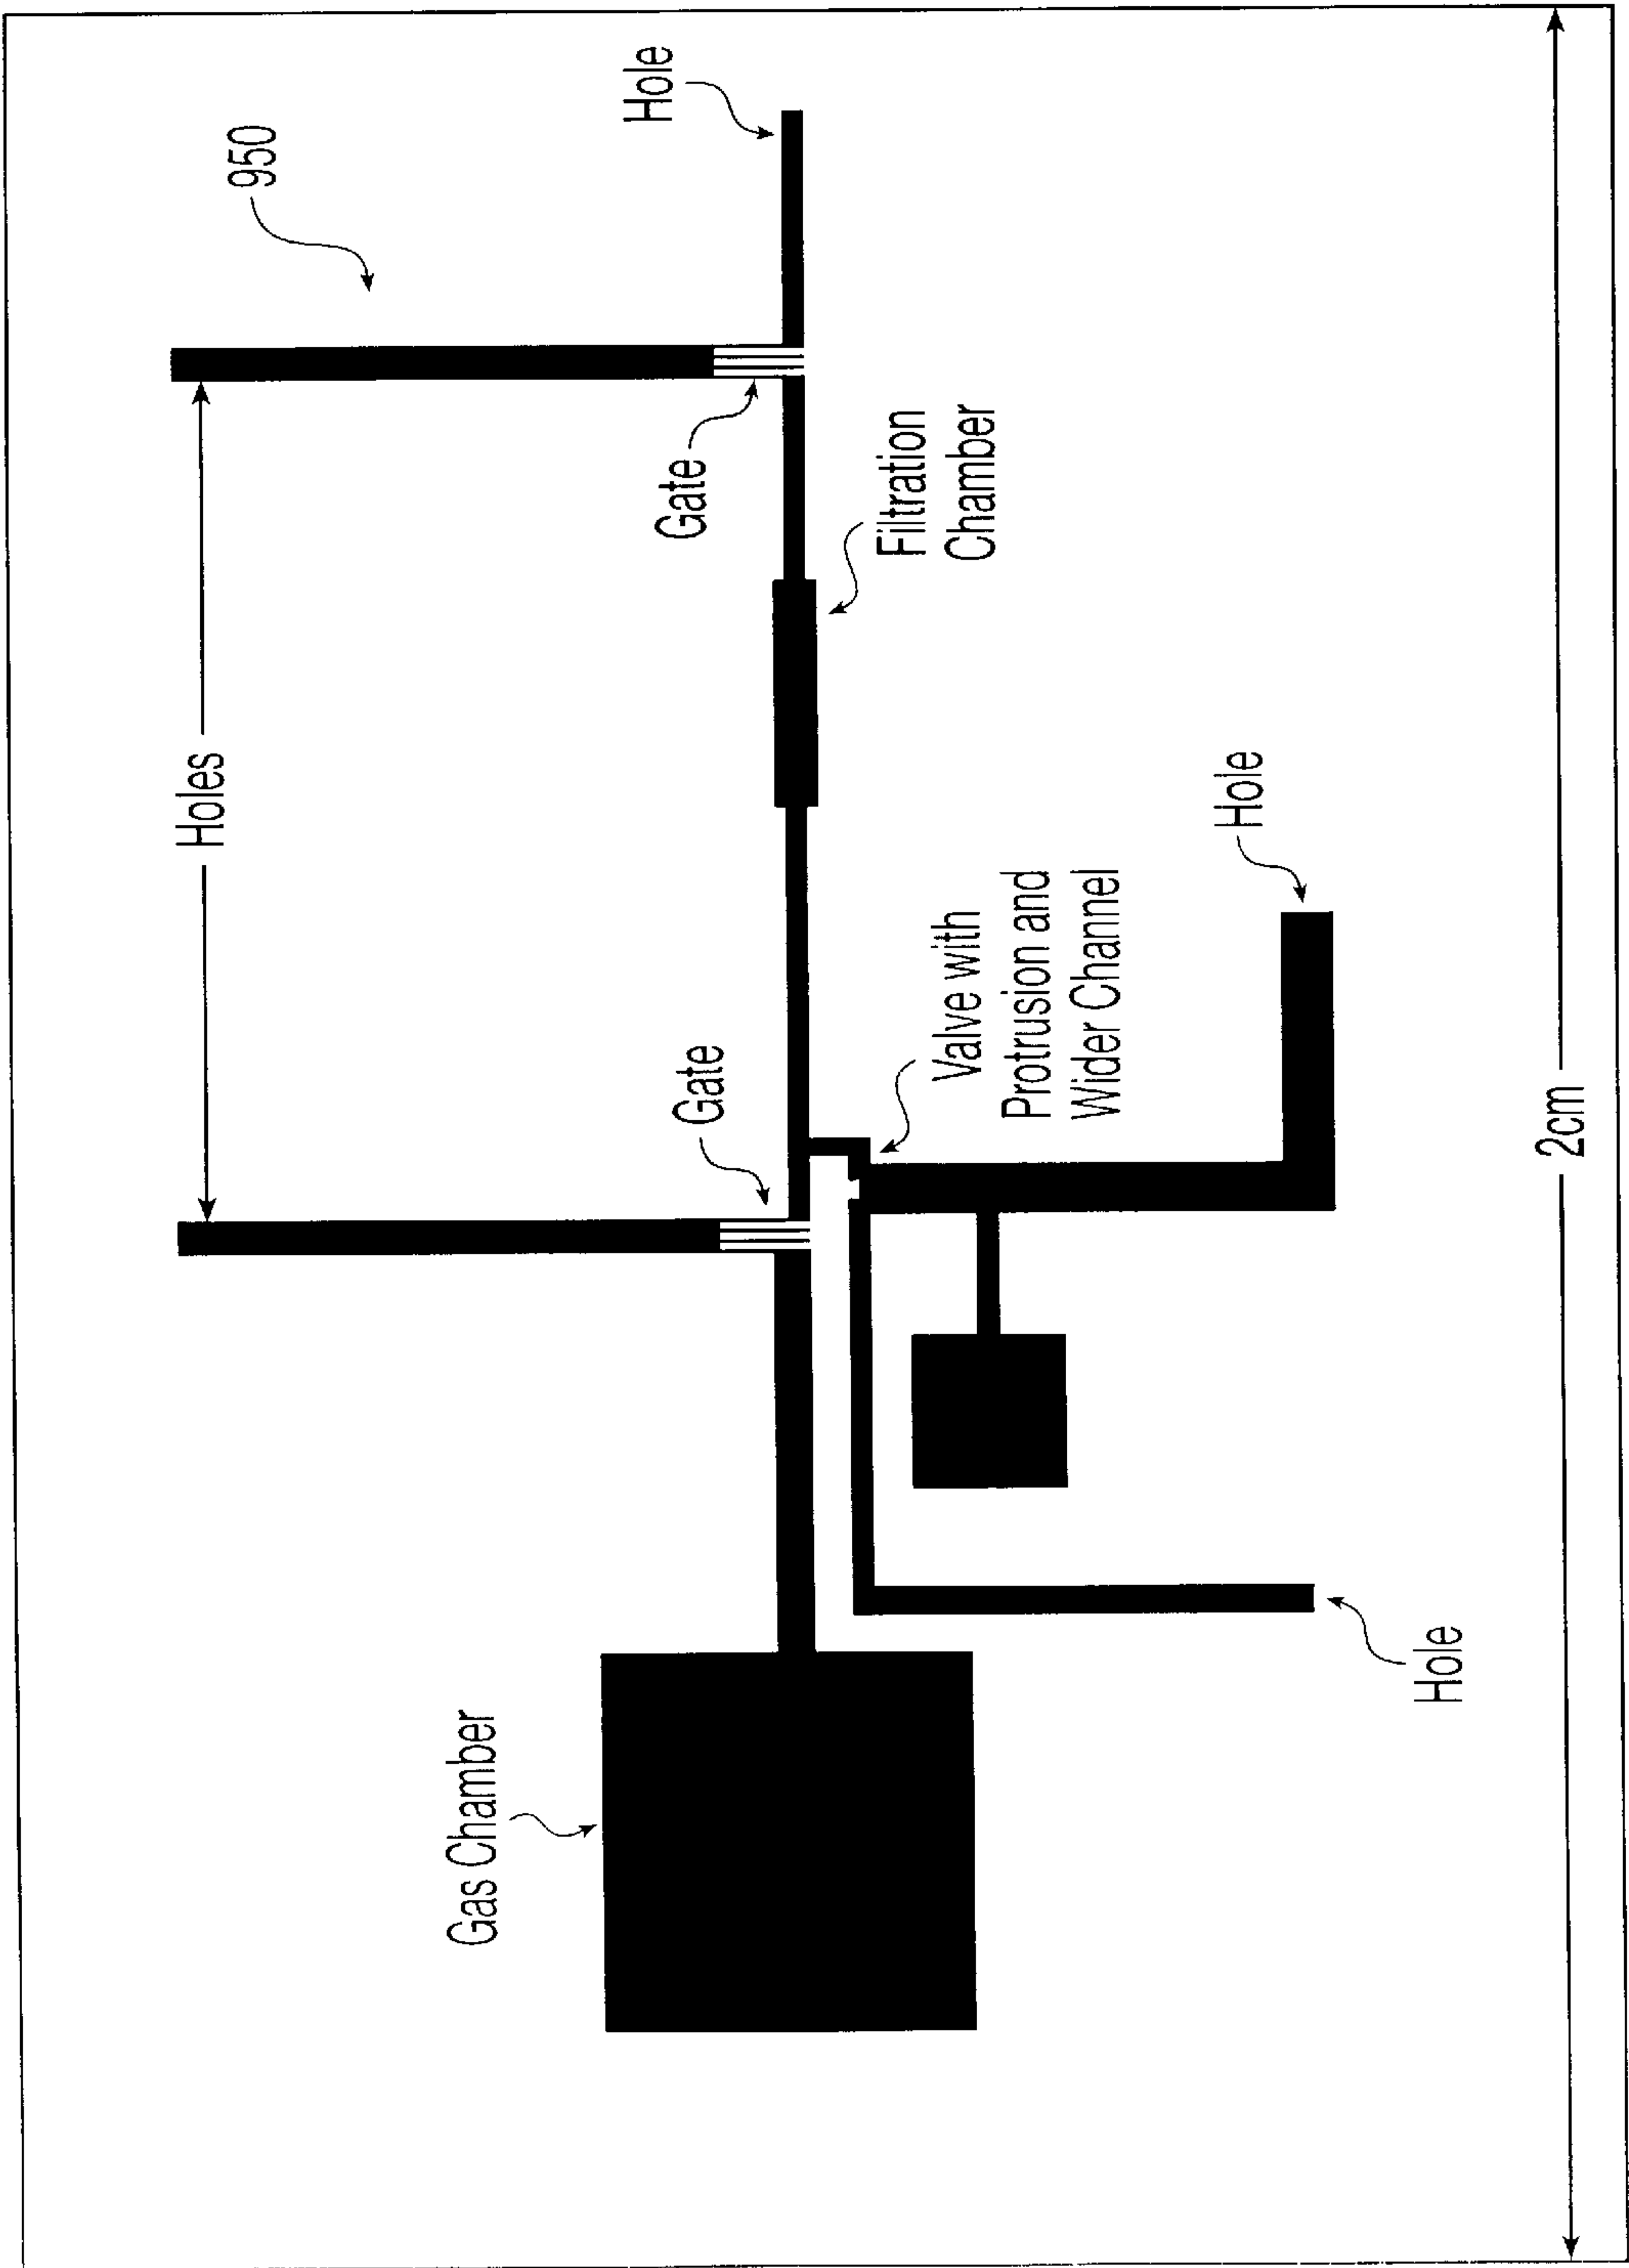 950
Hole
Holes
Gate
Filtration
Chamber
Gate
Valve with
Protrusion and
Wider Channel
Hole
Gas Chamber
Hole
2cm